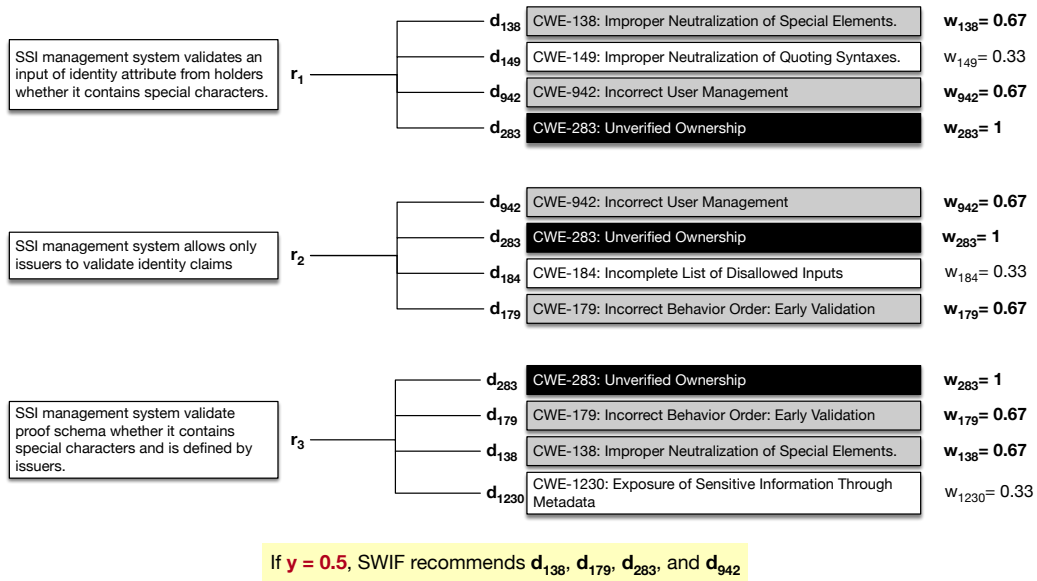 d138 CWE-138: Improper Neutralization of Special Elements. w138= 0.67
SSI management system validates an
input of identity attribute from holders
whether it contains special characters.
r1
d149 CWE-149: Improper Neutralization of Quoting Syntaxes. w149= 0.33
d942 CWE-942: Incorrect User Management w942= 0.67
d283 CWE-283: Unverified Ownership w283= 1
d942 CWE-942: Incorrect User Management w942= 0.67
SSI management system allows only
issuers to validate identity claims
r2
d283 CWE-283: Unverified Ownership w283= 1
d184 CWE-184: Incomplete List of Disallowed Inputs w184= 0.33
d179 CWE-179: Incorrect Behavior Order: Early Validation w179= 0.67
d283 CWE-283: Unverified Ownership w283= 1
SSI management system validate
proof schema whether it contains
special characters and is defined by
issuers.
r3
d179 CWE-179: Incorrect Behavior Order: Early Validation w179= 0.67
d138 CWE-138: Improper Neutralization of Special Elements. w138= 0.67
d1230 CWE-1230: Exposure of Sensitive Information Through
Metadata
w1230= 0.33
If y = 0.5, SWIF recommends d138, d179, d283, and d942